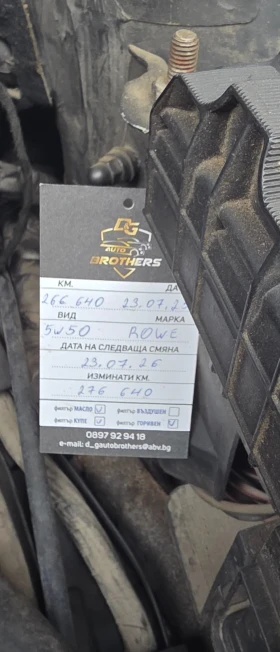 DG
AUTO
BROTHERS
КМ. ДА
266 640 23.07.2
ВИД МАРКА
5W50 ROWE
ДАТА НА СЛЕДВАЩА СМЯНА
23.07.26
ИЗМИНАТИ КМ.
276 640
филтър МАСЛО филтър ВЪЗДУШЕН
филтър КУПЕ филтър ГОРИВЕН
0897 92 94 18
e-mail: d_gautobrothers@abv.bg